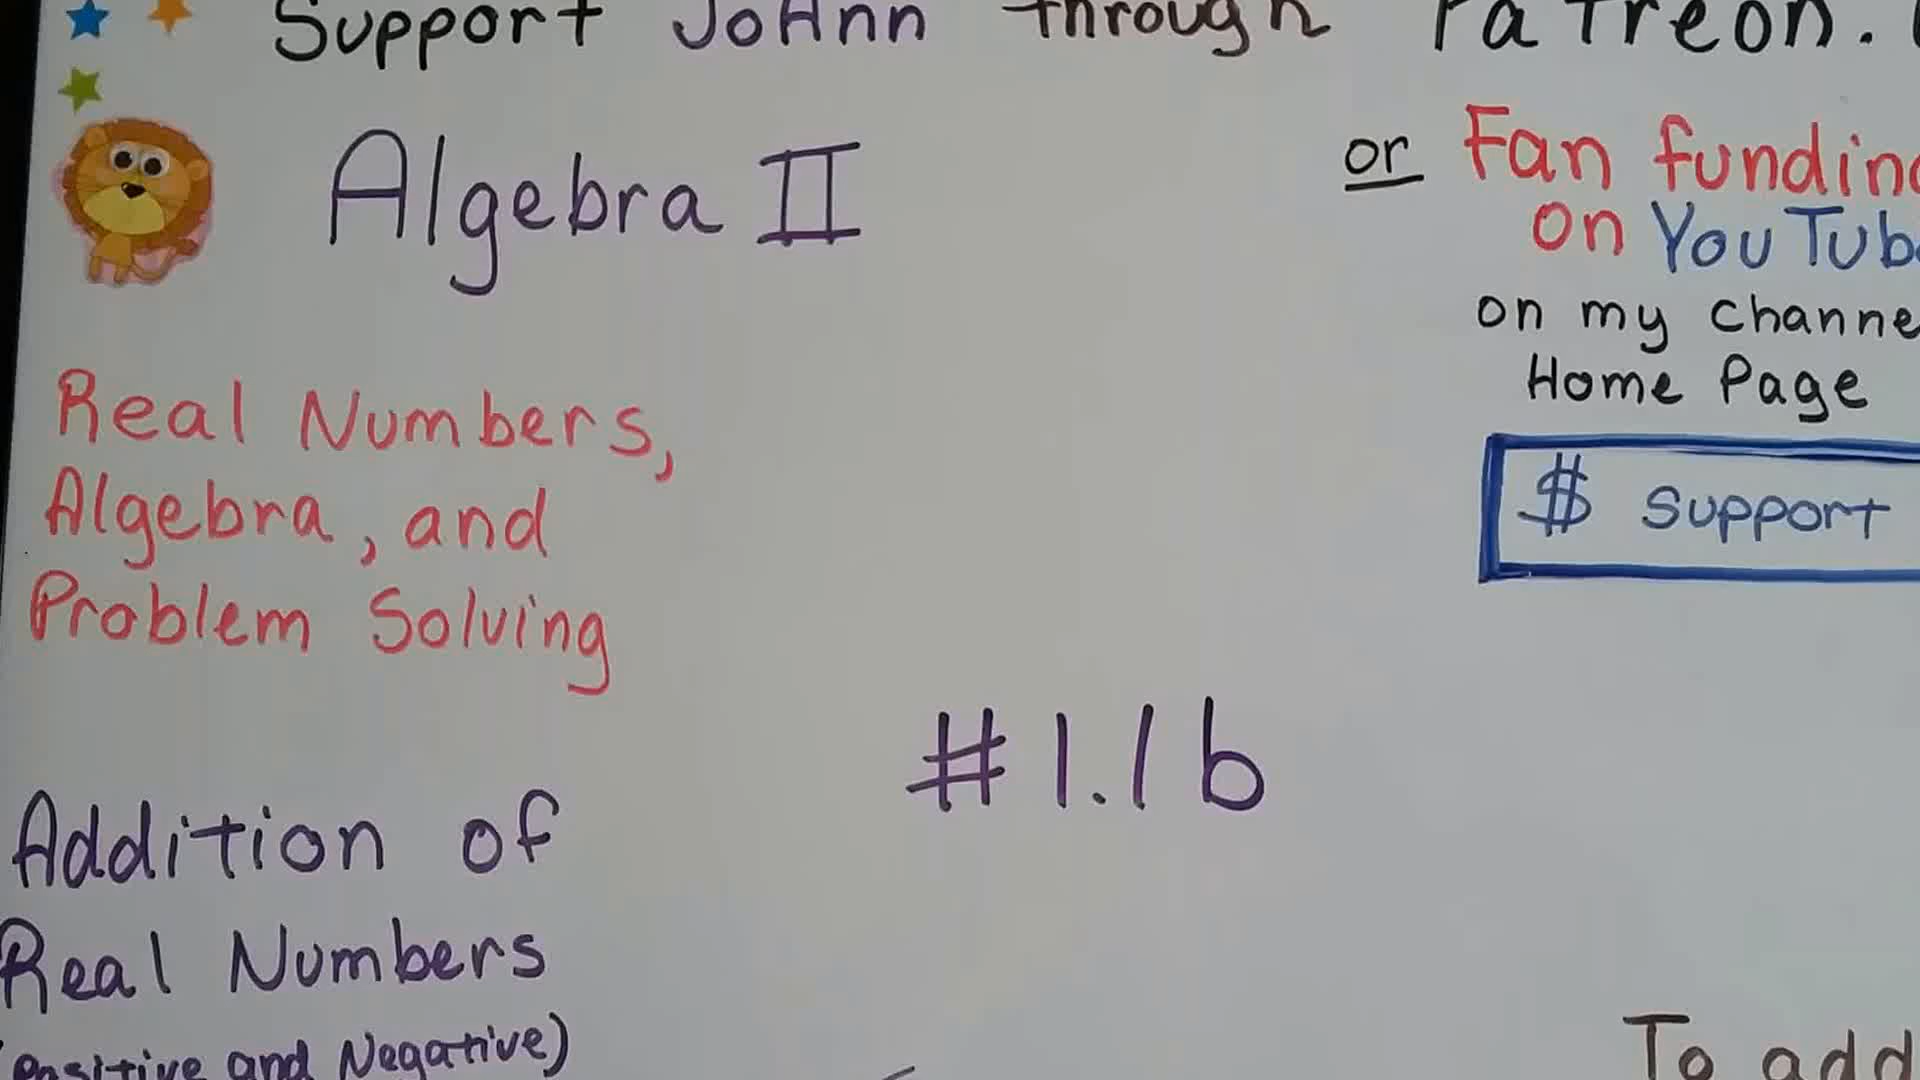 Support JoAnn through Patreon.
Algebra II
or Fan funding
on YouTube
on my channel
Home Page
$ Support
Real Numbers,
Algebra, and
Problem Solving
#1.1b
Addition of
Real Numbers
(Positive and Negative)
To add